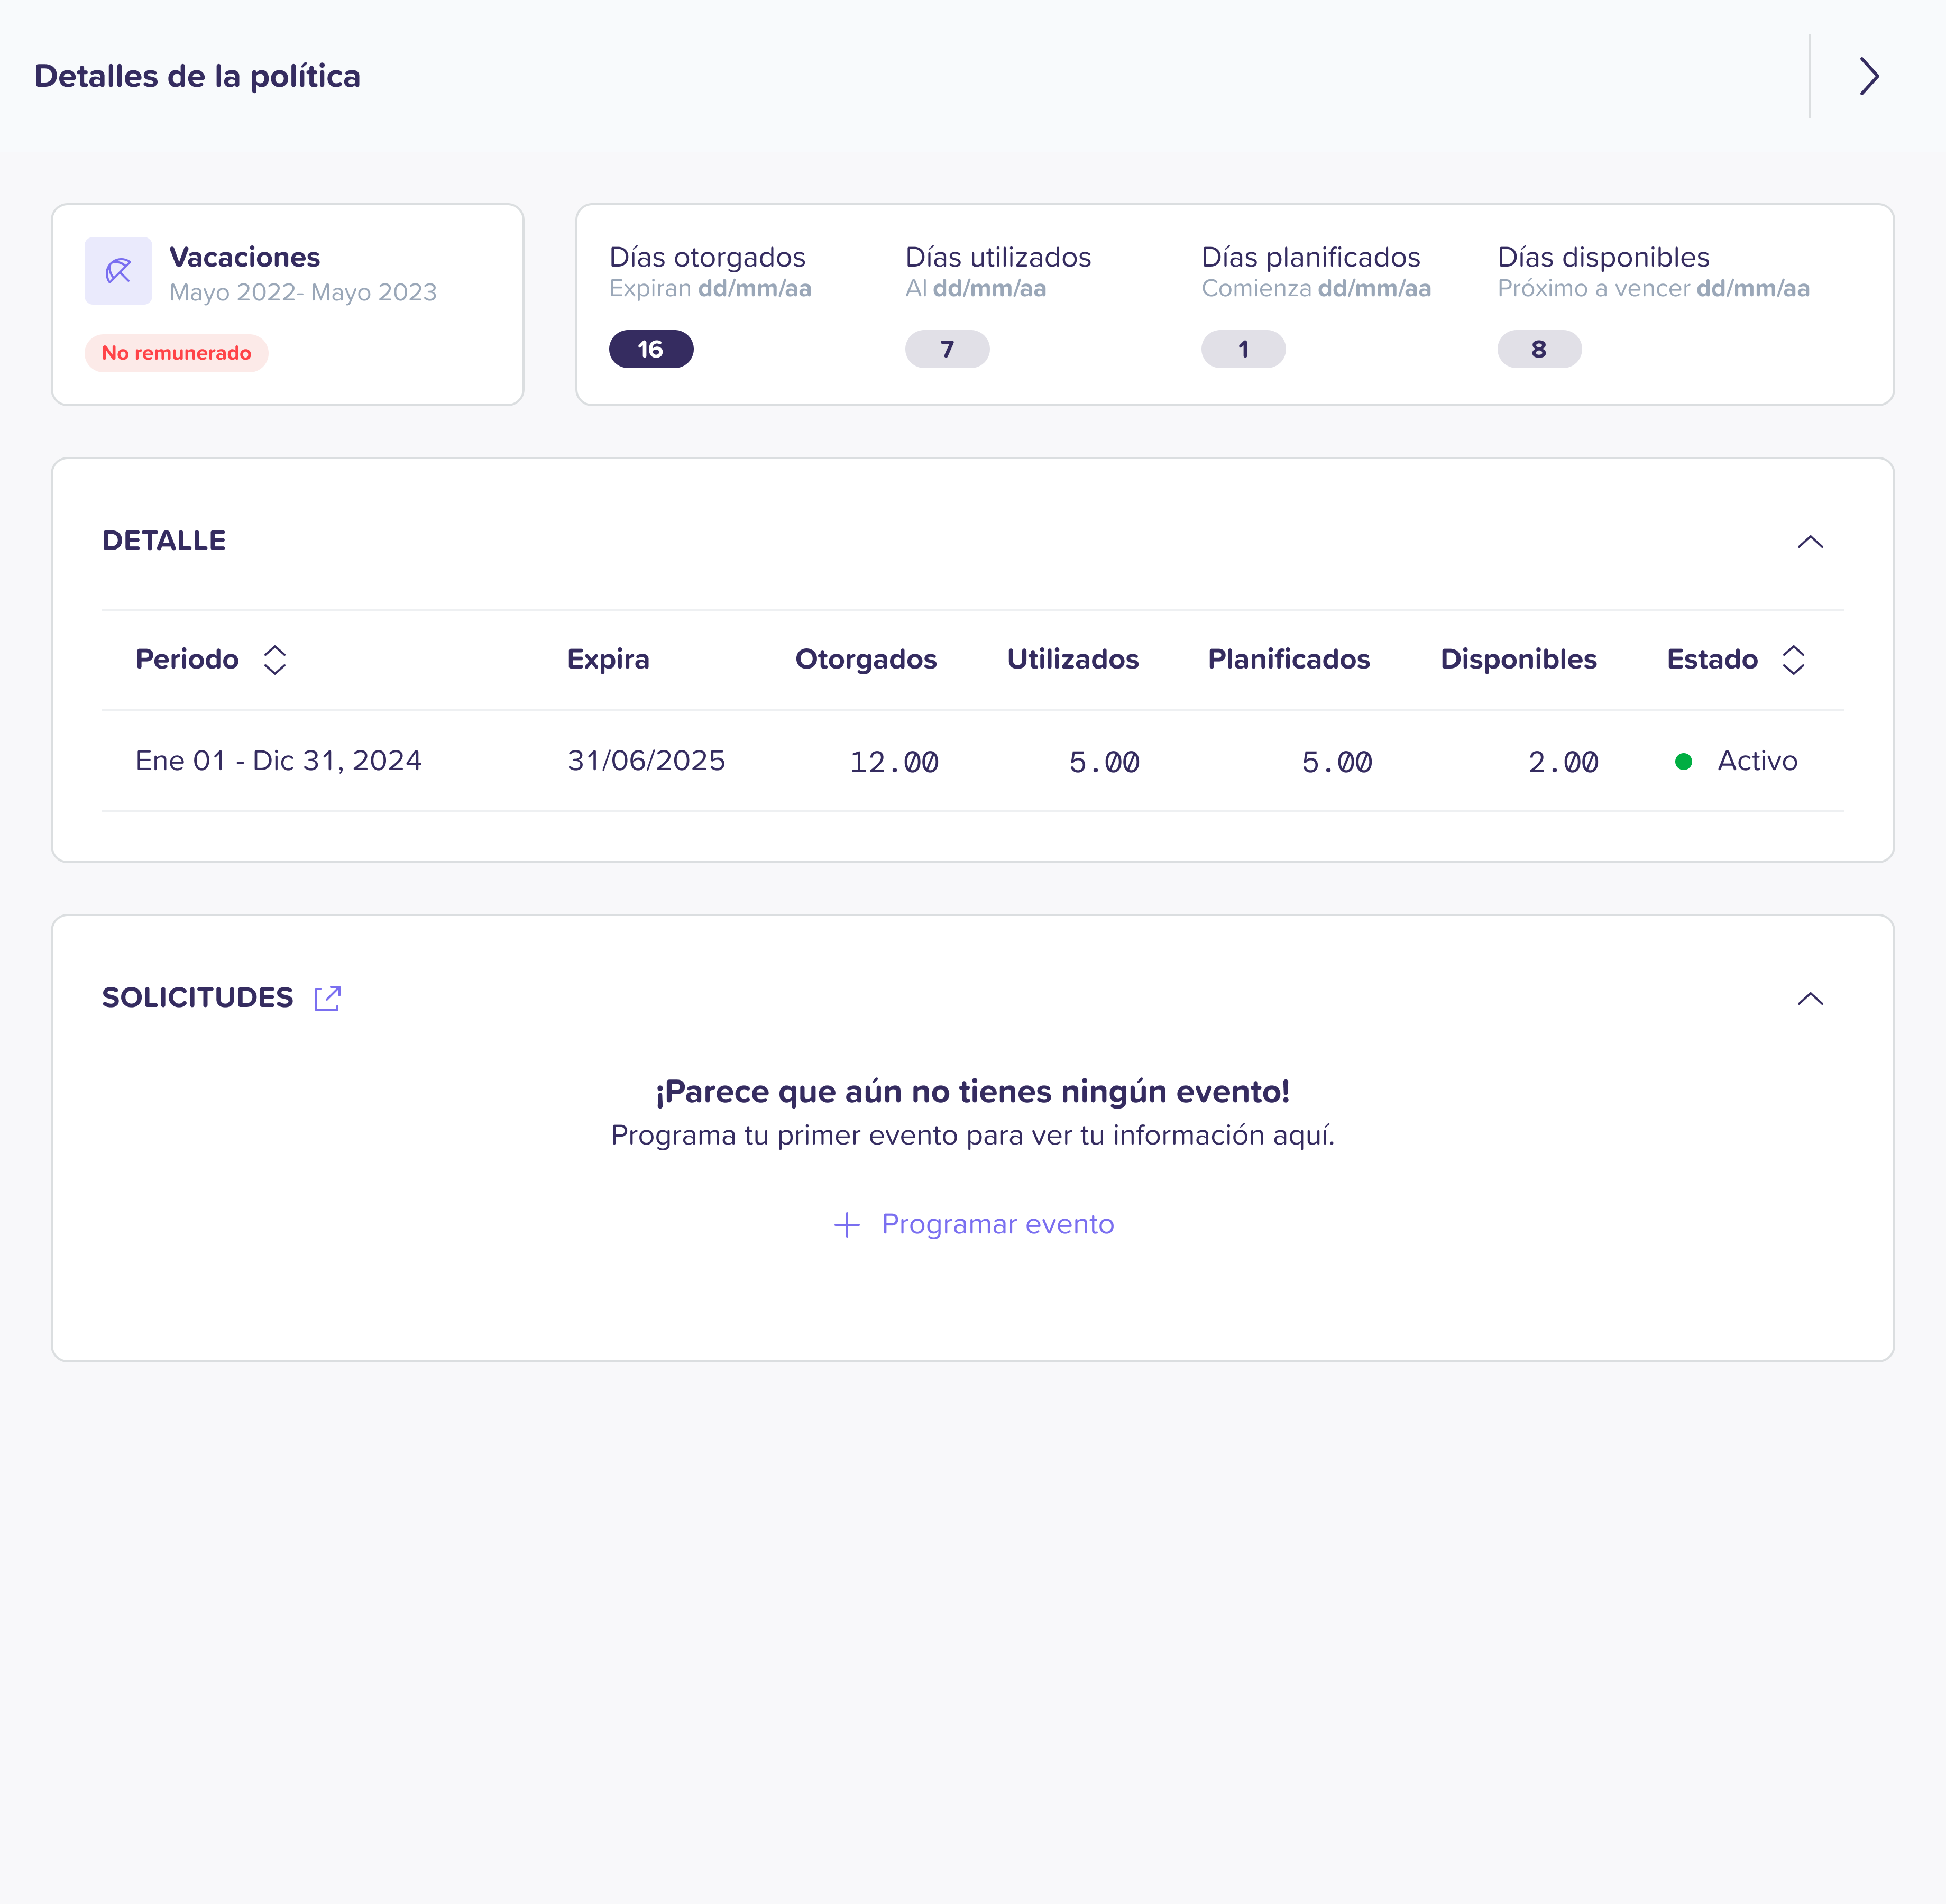 Detalles de la política
Vacaciones
Mayo 2022- Mayo 2023
No remunerado
Días otorgados
Expiran dd/mm/aa
16
Días utilizados
Al dd/mm/aa
7
Días planificados
Comienza dd/mm/aa
1
Días disponibles
Próximo a vencer dd/mm/aa
8
DETALLE
Periodo Expira Otorgados Utilizados Planificados Disponibles Estado
Ene 01 - Dic 31, 2024 31/06/2025 12.00 5.00 5.00 2.00 Activo
SOLICITUDES
¡Parece que aún no tienes ningún evento!
Programa tu primer evento para ver tu información aquí.
Programar evento